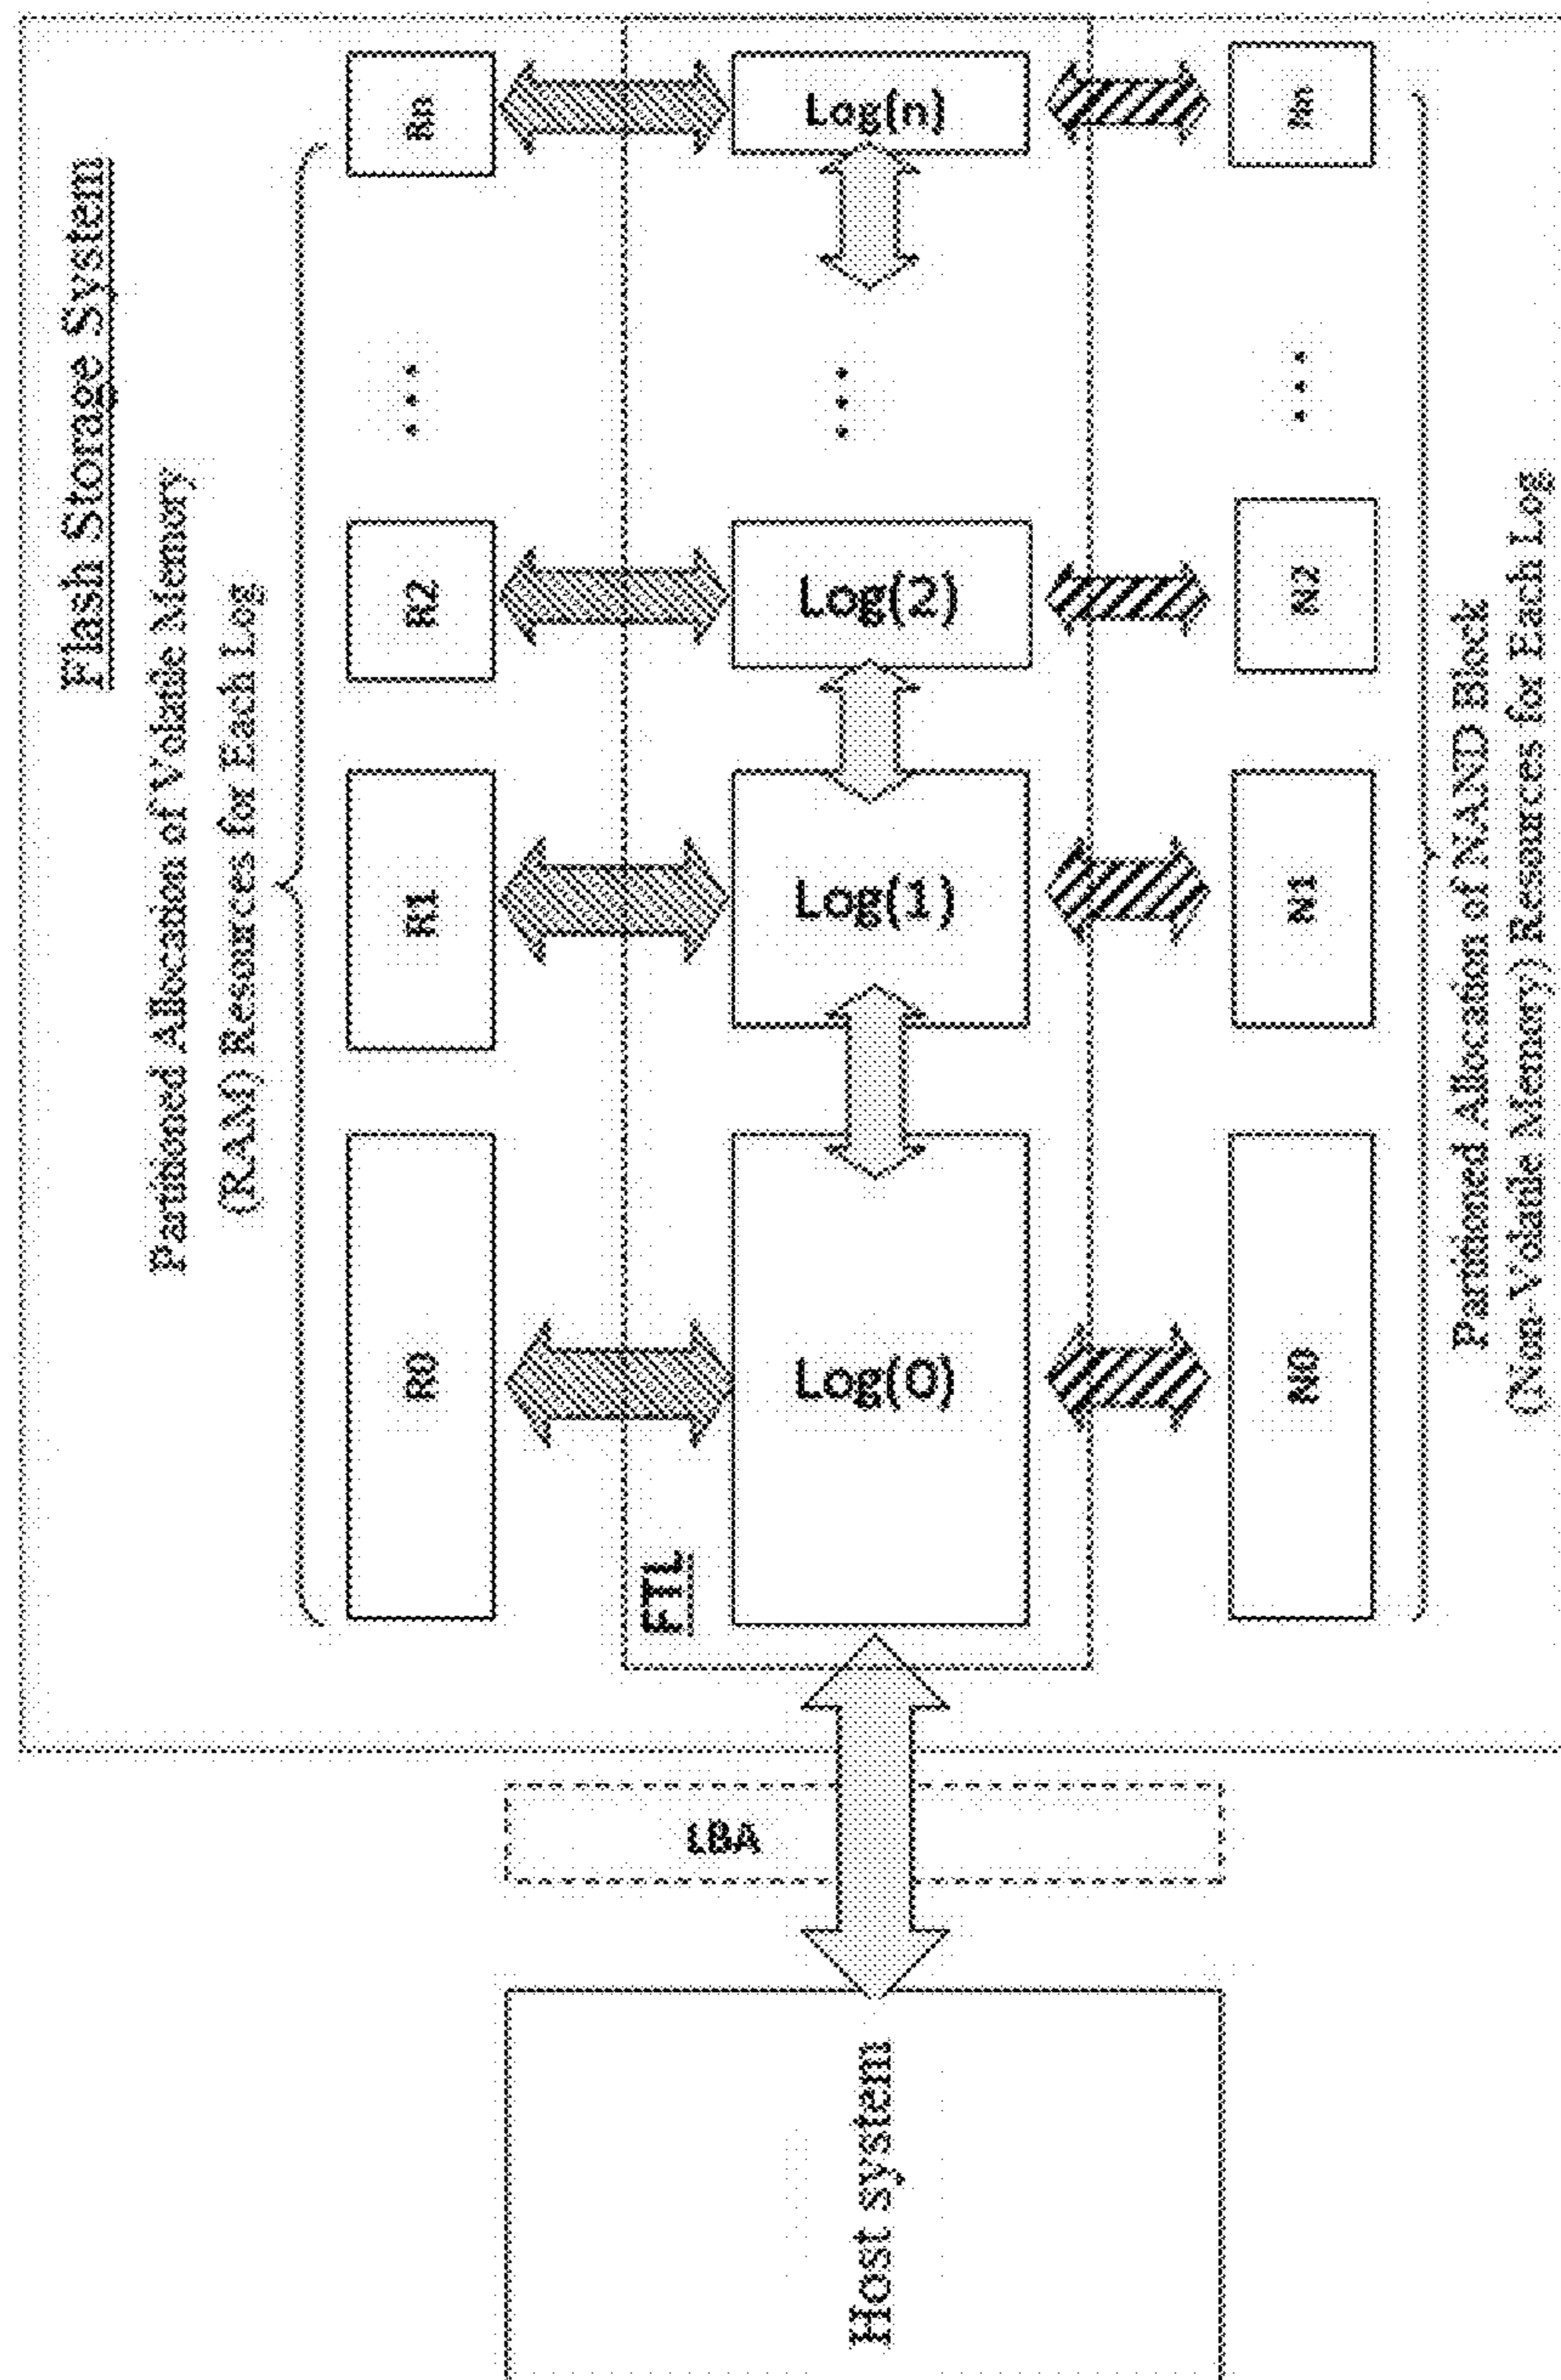 Flash Storage System
Partitioned Allocation of Volatile Memory
(RAM) Resources for Each Log
R0
R1
R2
...
Rn
FTL
Host system
LBA
Log(0)
Log(1)
Log(2)
...
Log(n)
N0
N1
N2
...
Partitioned Allocation of NAND Block
(Non-Volatile Memory) Resources for Each Log